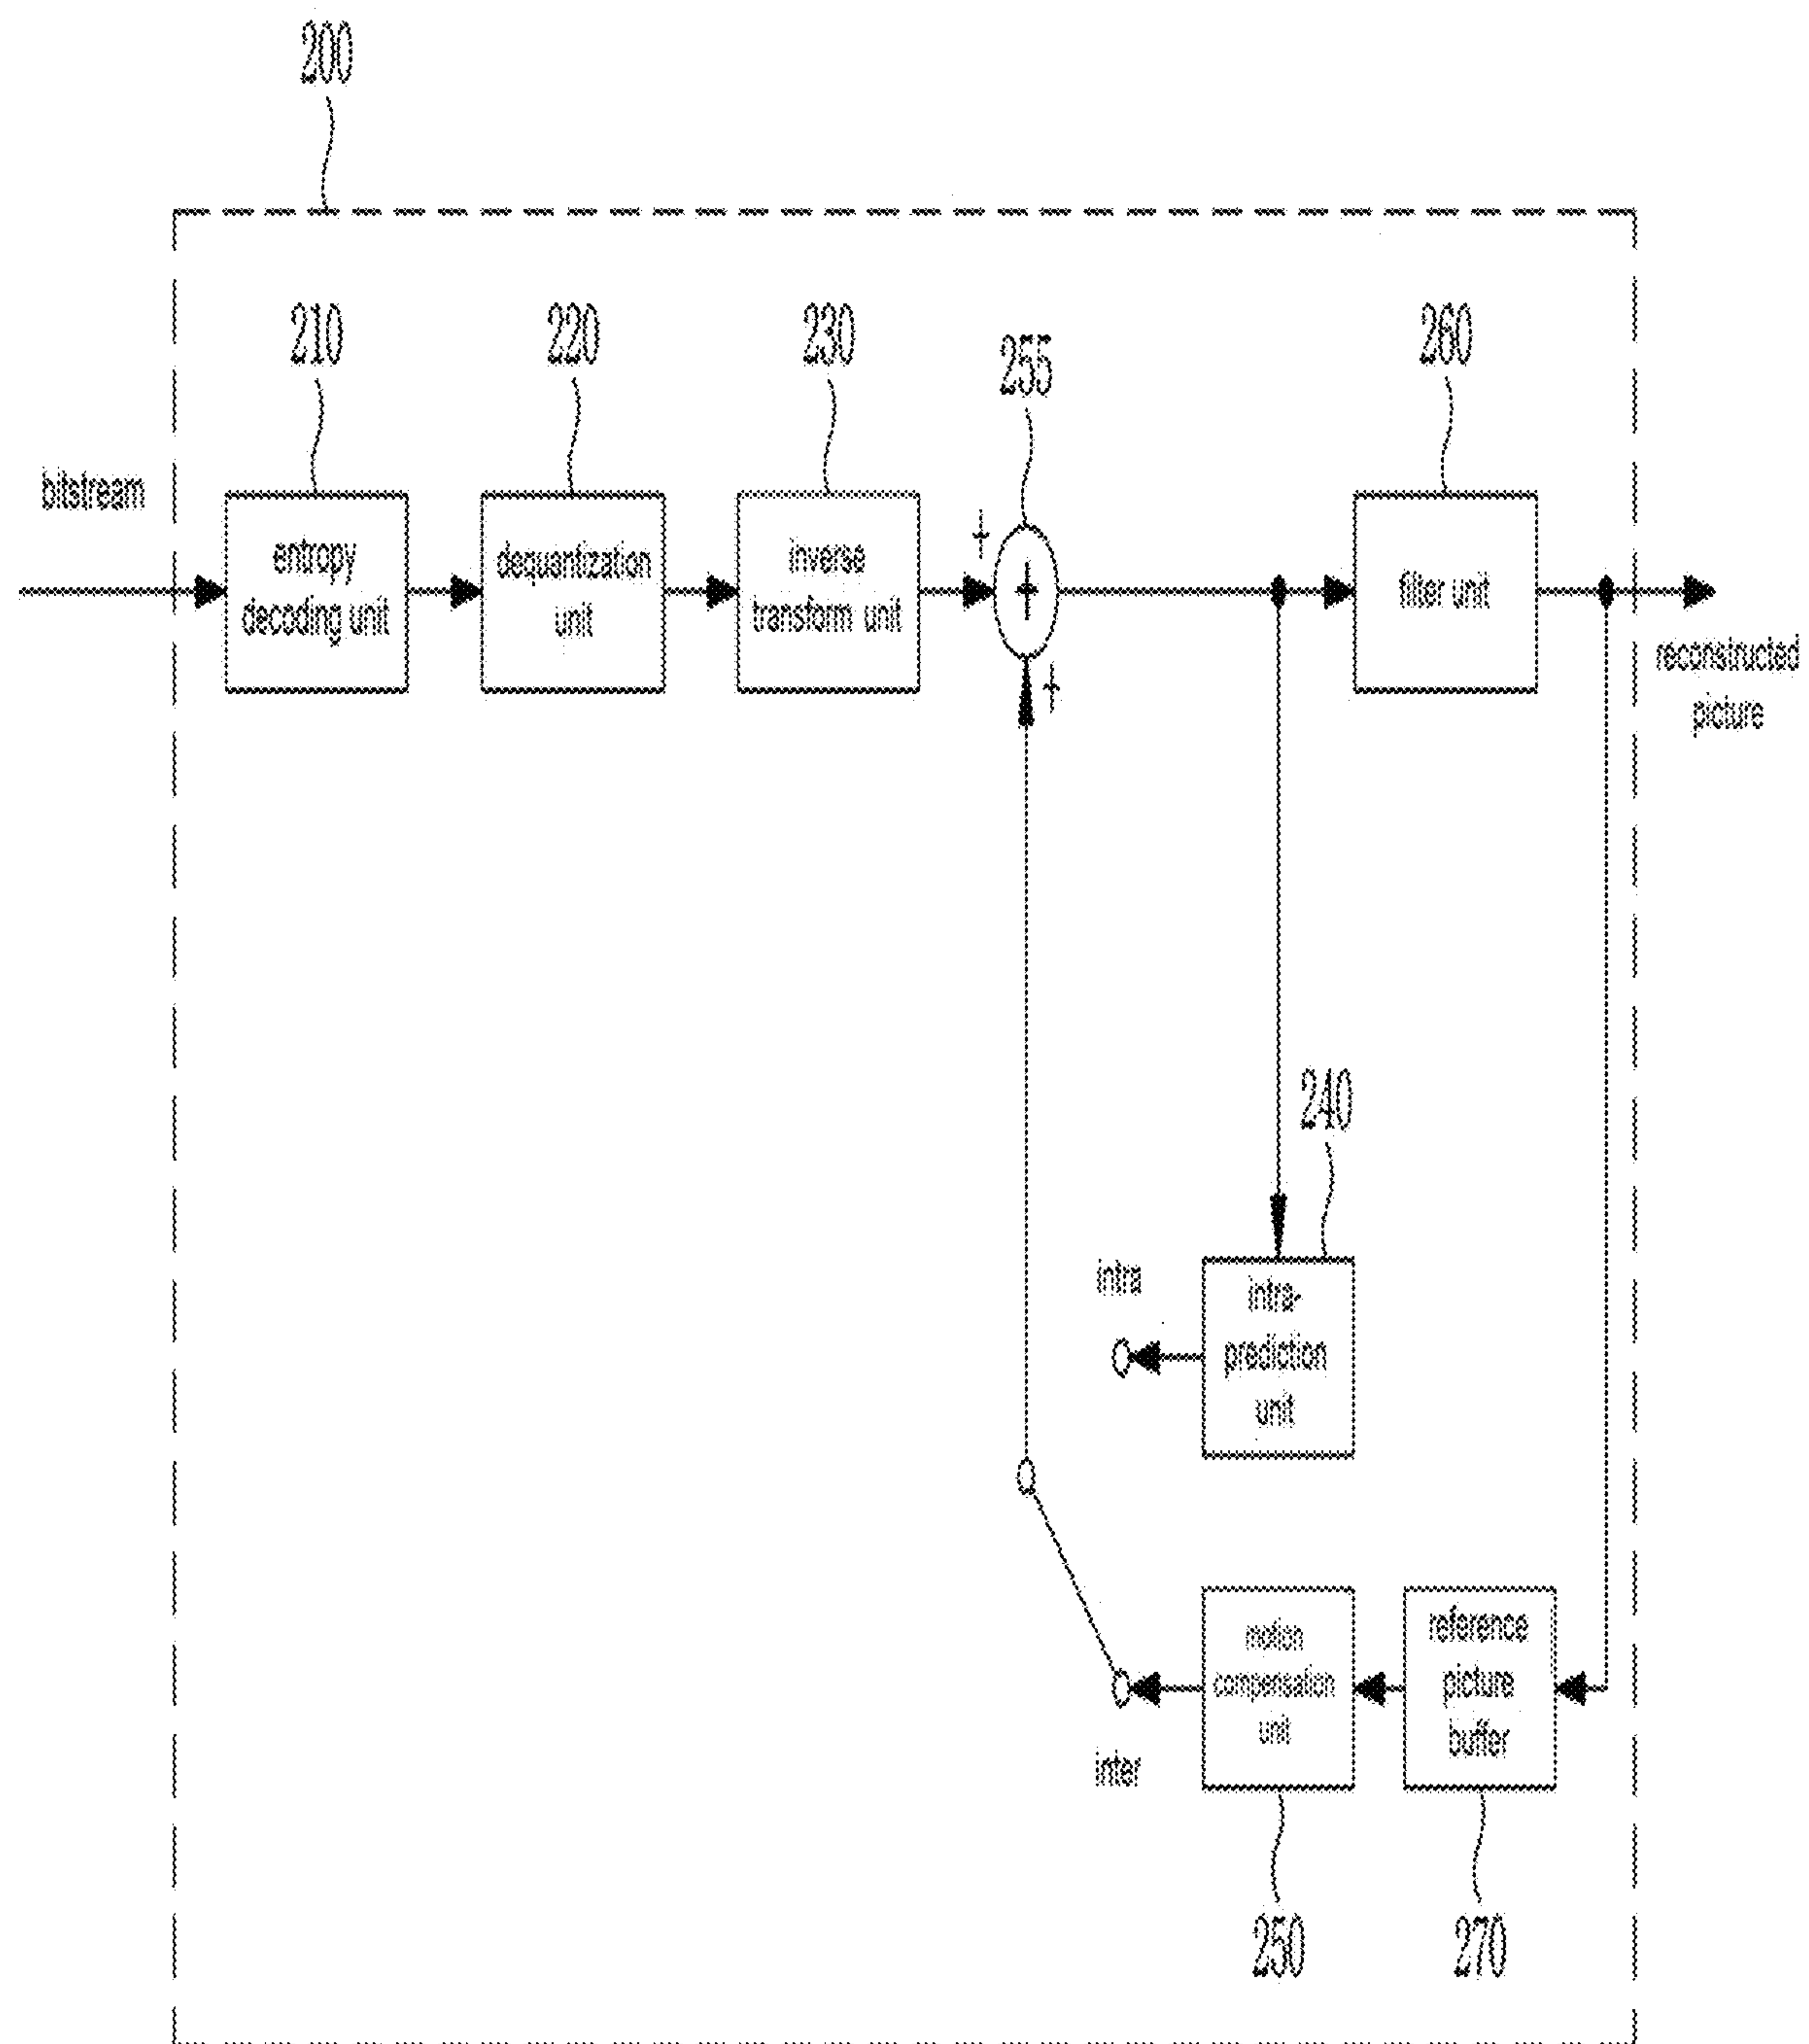 200
210
220
230
255
260
bitstream
entropy
decoding unit
dequantization
unit
inverse
transform unit
+
+
+
filter unit
reconstructed
picture
240
intra
intra-
prediction
unit
motion
compensation
unit
reference
picture
buffer
inter
250
270